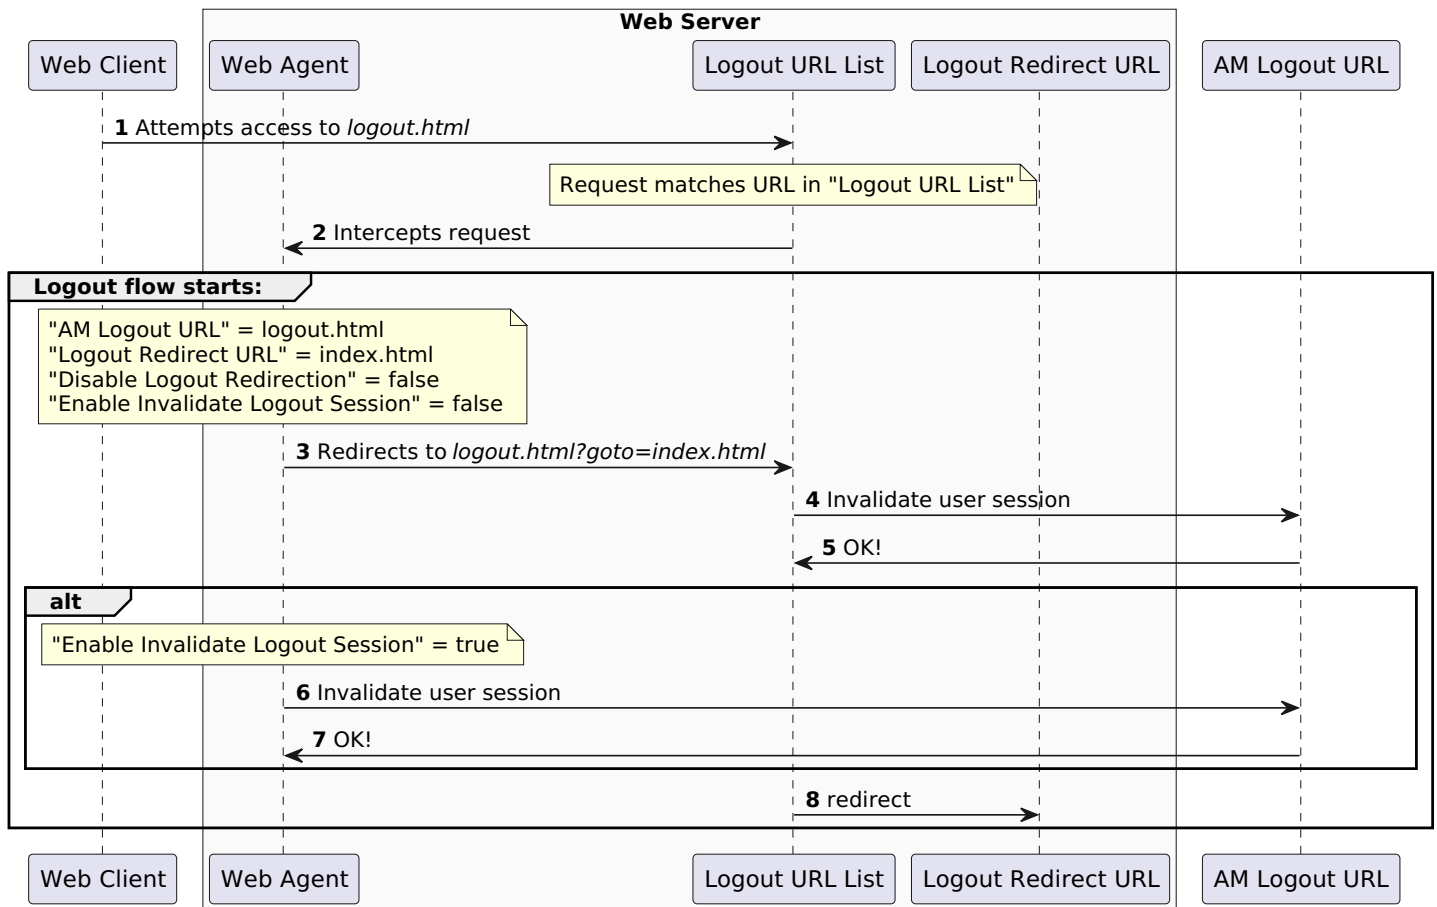 Web Server
Web Client
Web Agent
Logout URL List
Logout Redirect URL
AM Logout URL
1 Attempts access to logout.html
Request matches URL in "Logout URL List"
2 Intercepts request
Logout flow starts:
"AM Logout URL" = logout.html
"Logout Redirect URL" = index.html
"Disable Logout Redirection" = false
"Enable Invalidate Logout Session" = false
3 Redirects to logout.html?goto=index.html
4 Invalidate user session
5 OK!
alt
"Enable Invalidate Logout Session" = true
6 Invalidate user session
7 OK!
8 redirect
Web Client
Web Agent
Logout URL List
Logout Redirect URL
AM Logout URL